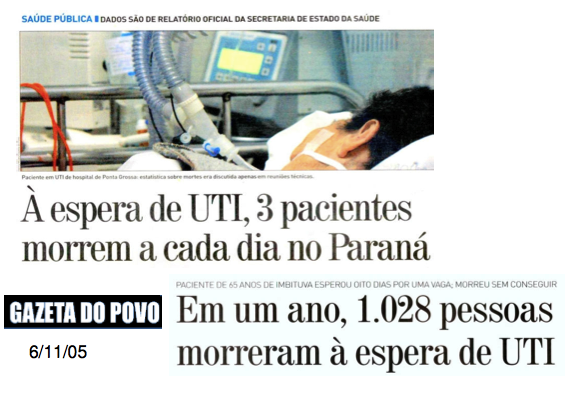 SAÚDE PÚBLICA DADOS SÃO DE RELATÓRIO OFICIAL DA SECRETARIA DE ESTADO DA SAÚDE
Paciente em UTI de hospital de Ponta Grossa: estatística sobre mortes era discutida apenas em reuniões técnicas.
À espera de UTI, 3 pacientes
morrem a cada dia no Paraná
PACIENTE DE 65 ANOS DE IMBITUVA ESPEROU OITO DIAS POR UMA VAGA; MORREU SEM CONSEGUIR
GAZETA DO POVO
Em um ano, 1.028 pessoas
morreram à espera de UTI
6/11/05